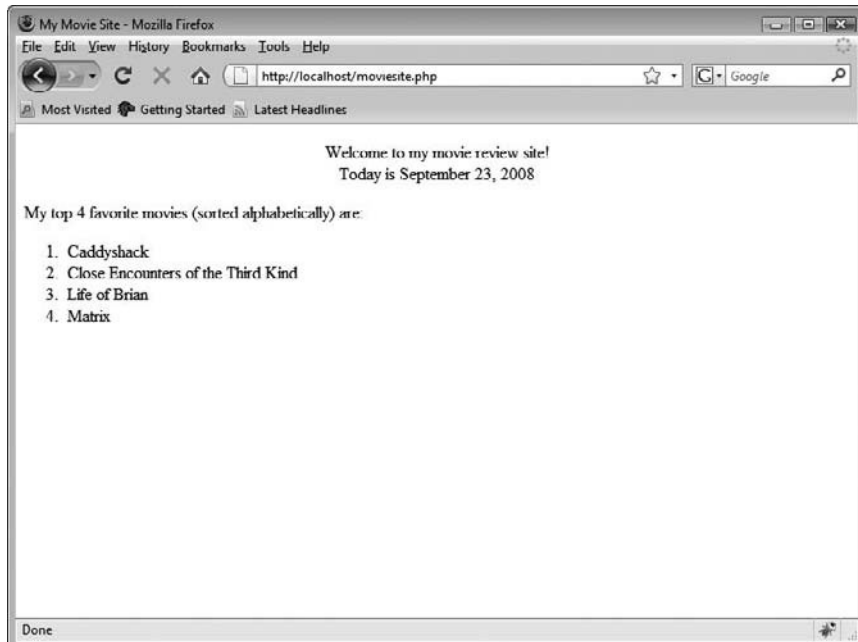 My Movie Site - Mozilla Firefox
File Edit View History Bookmarks Tools Help
http://localhost/moviesite.php
G Google
Most Visited Getting Started Latest Headlines
Welcome to my movie review site!
Today is September 23, 2008
My top 4 favorite movies (sorted alphabetically) are:
1. Caddyshack
2. Close Encounters of the Third Kind
3. Life of Brian
4. Matrix
Done